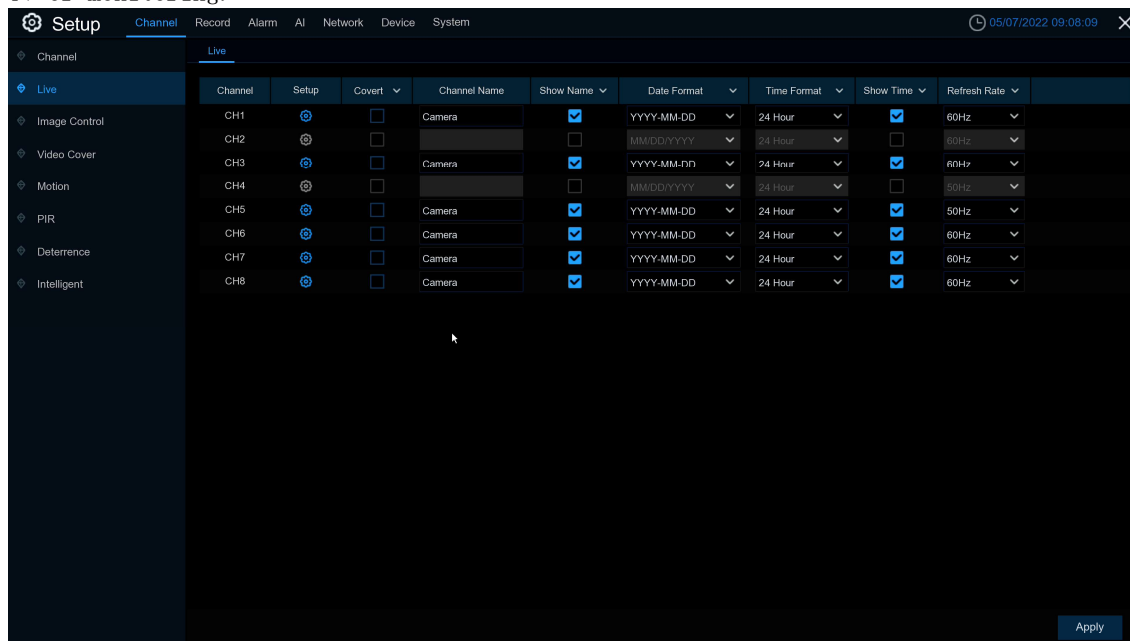 Setup Channel Record Alarm AI Network Device System 05/07/2022 09:08:09
Channel
Live
Image Control
Video Cover
Motion
PIR
Deterrence
Intelligent
Live
Channel Setup Covert Channel Name Show Name Date Format Time Format Show Time Refresh Rate
CH1 Camera YYYY-MM-DD 24 Hour 60Hz
CH2 MM/DD/YYYY 24 Hour 60Hz
CH3 Camera YYYY-MM-DD 24 Hour 60Hz
CH4 MM/DD/YYYY 24 Hour 50Hz
CH5 Camera YYYY-MM-DD 24 Hour 50Hz
CH6 Camera YYYY-MM-DD 24 Hour 60Hz
CH7 Camera YYYY-MM-DD 24 Hour 60Hz
CH8 Camera YYYY-MM-DD 24 Hour 60Hz
Apply